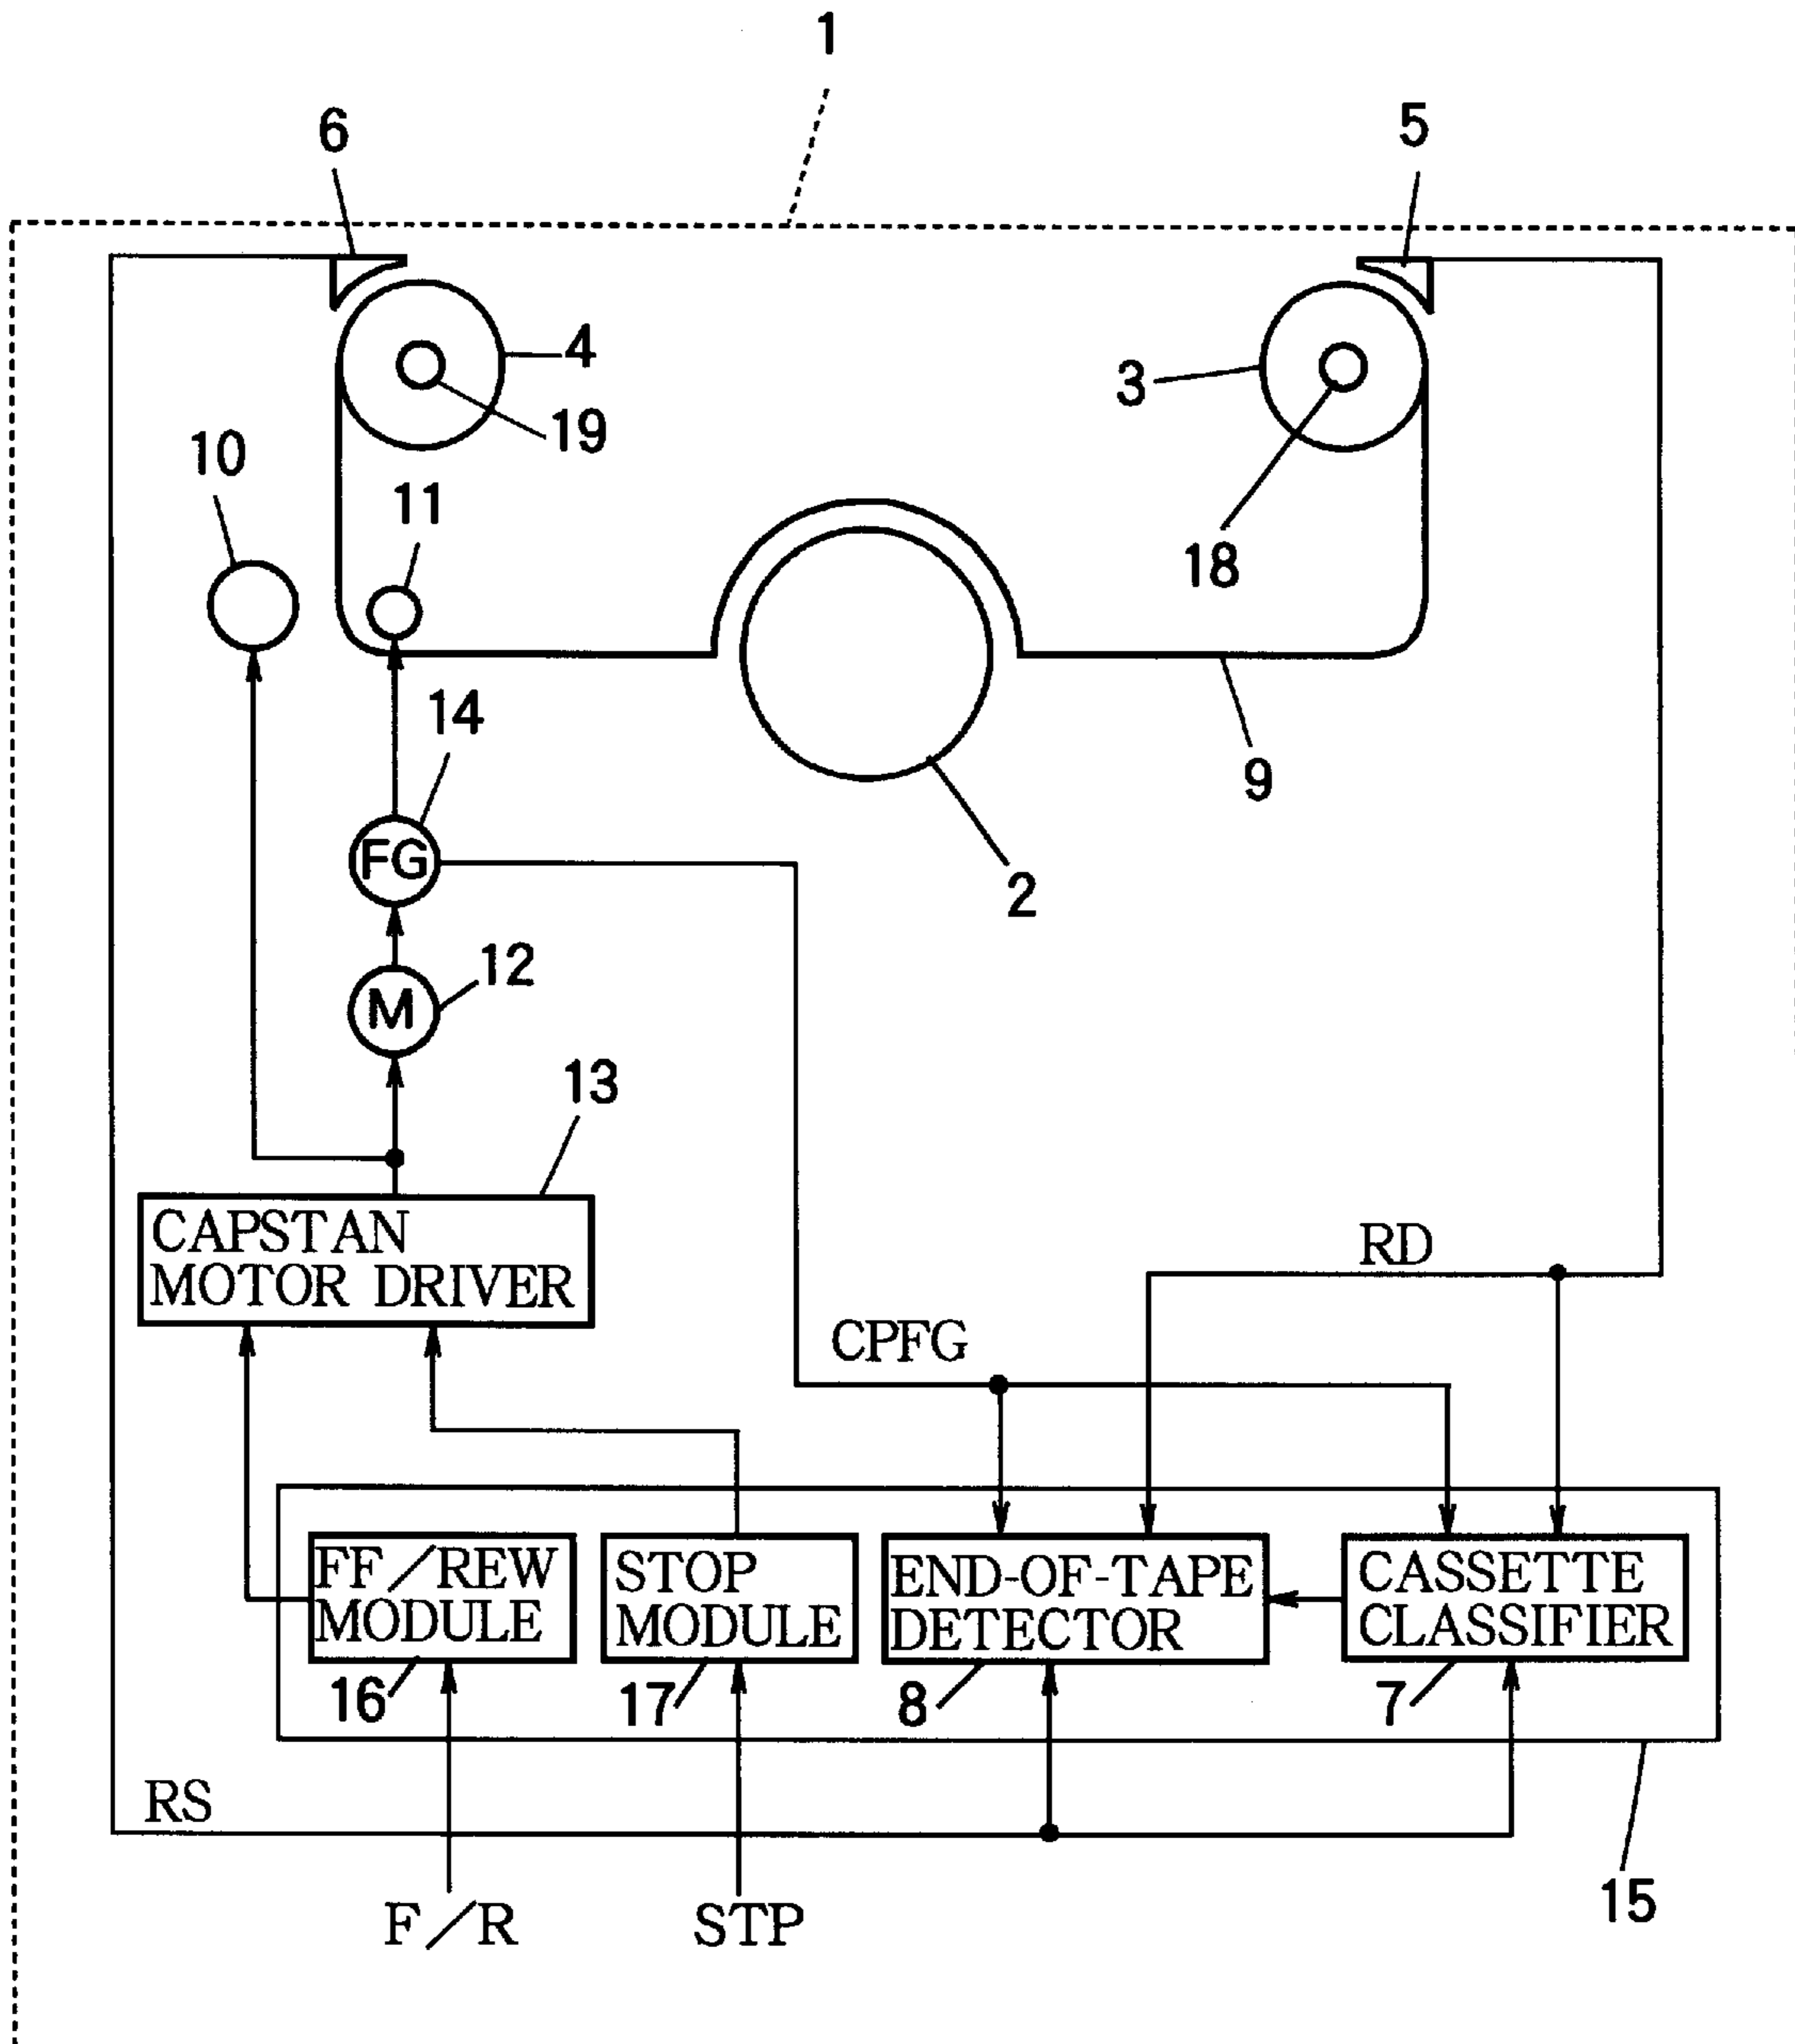 1
6
5
4
3
19
10
11
18
14
9
FG
2
12
M
13
CAPSTAN
MOTOR DRIVER
RD
CPFG
FF/REW
MODULE
STOP
MODULE
END-OF-TAPE
DETECTOR
CASSETTE
CLASSIFIER
16
17
8
7
RS
15
F/R
STP